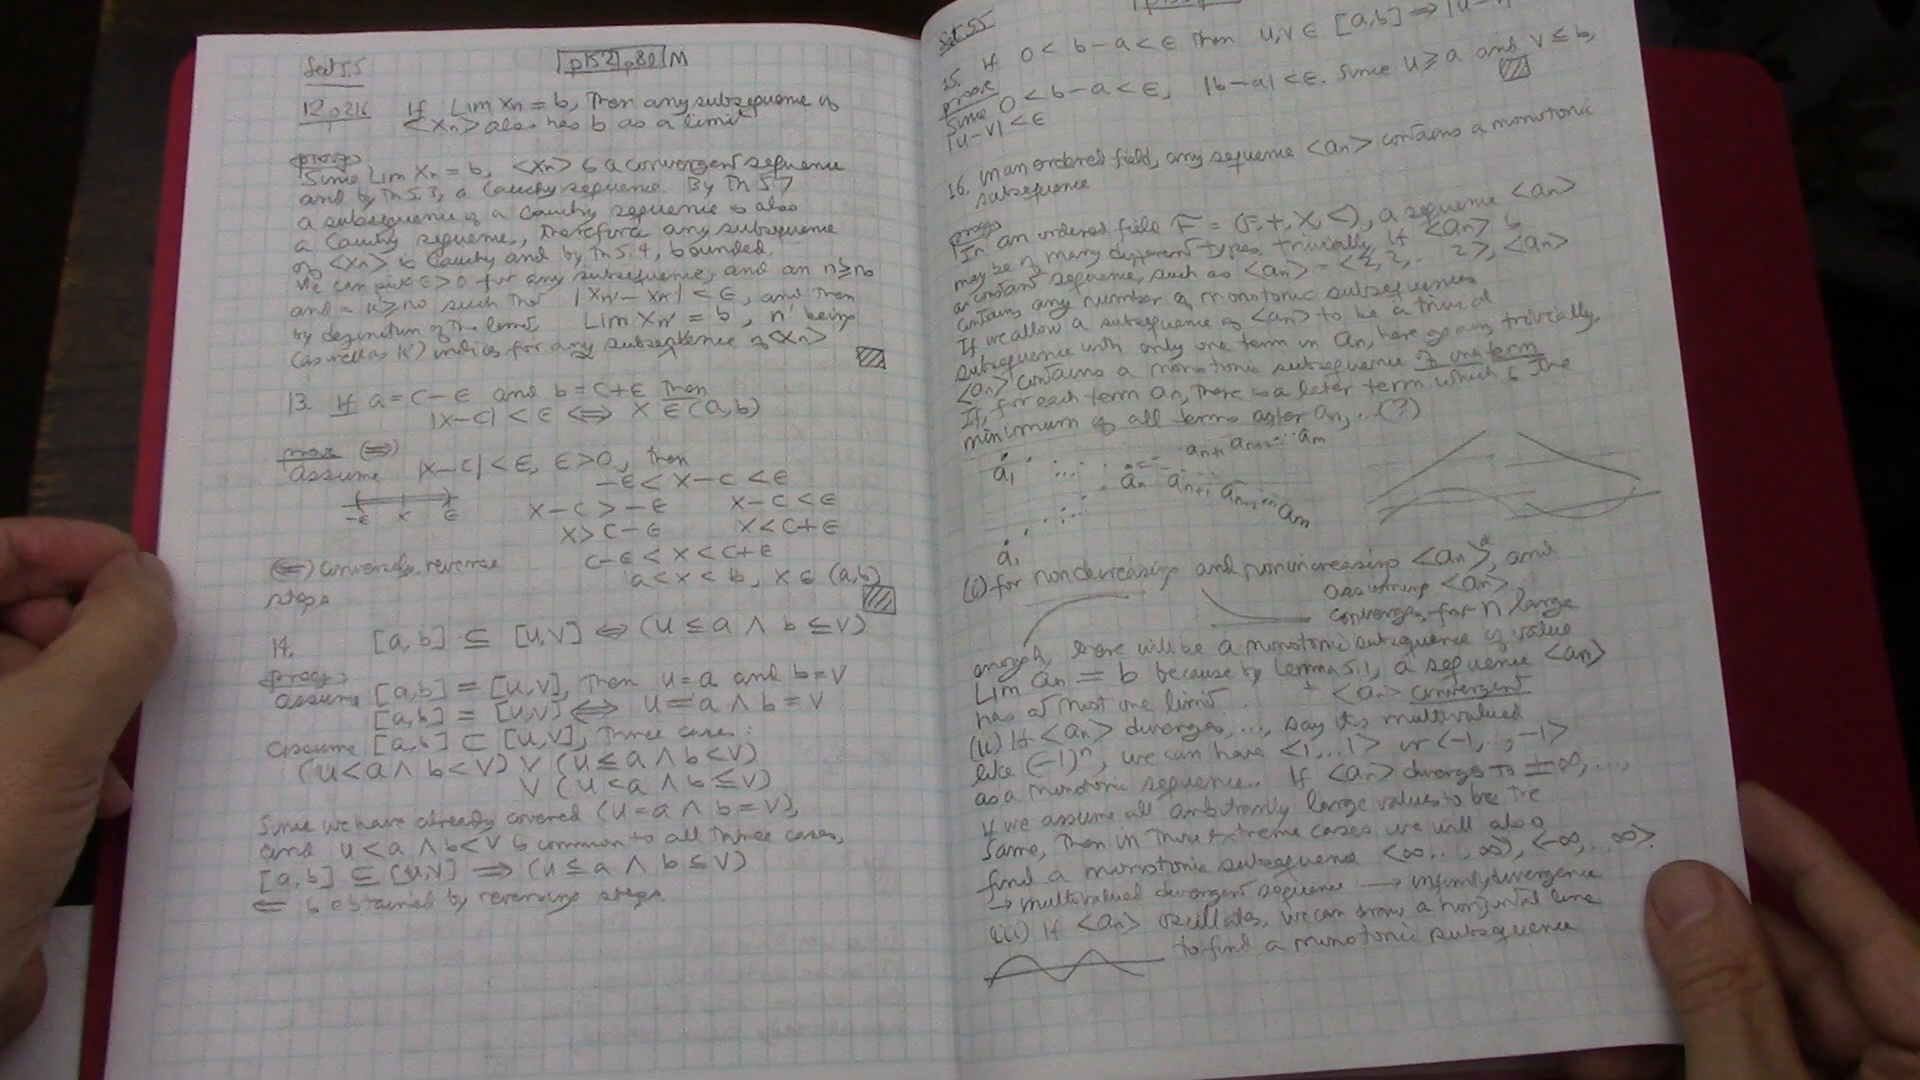 Sect 5.5
p152 p80 M
12 p216 If Lim Xn = b, Then any subsequence of
<Xn> also has b as a limit
proof
Since Lim Xn = b, <Xn> is a convergent sequence
and by Th 5.3, a Cauchy sequence. By Th 5.7
a subsequence of a Cauchy sequence is also
a Cauchy sequence, Therefore any subsequence
of <Xn> is Cauchy and by Th 5.4, bounded.
We can pick ϵ>0 for any subsequence, and an n≥n₀
and K≥n₀ such that |Xn' - Xk'| < ϵ, and Then
by definition of the limit, Lim Xn' = b, n' being
(as well as K') indices for any subsequence of <Xn>
13. If a = c-ϵ and b = c+ϵ Then
|x-c| < ϵ ⟺ x ∈ (a,b)
proof (⇒)
Assume |x-c| < ϵ, ϵ>0, Then
-ϵ < x-c < ϵ
-ϵ x ϵ
x-c > -ϵ x-c < ϵ
x > c-ϵ x < c+ϵ
c-ϵ < x < c+ϵ
(⇐) conversely, reverse
a < x < b, x ∈ (a,b)
steps
14. [a,b] ⊆ [u,v] ⟺ (u ≤ a ∧ b ≤ v)
proof
assume [a,b] = [u,v], Then u=a and b=v
[a,b] = [u,v] ⟺ u=a ∧ b=v
assume [a,b] ⊂ [u,v], Three cases:
(u<a ∧ b<v) ∨ (u≤a ∧ b<v)
∨ (u<a ∧ b≤v)
Since we have already covered (u=a ∧ b=v),
and u<a ∧ b<v is common to all Three cases,
[a,b] ⊆ [u,v] ⟹ (u≤a ∧ b≤v)
⇐ is obtained by reversing steps.
Sect 5.5
15. If 0 < b-a < ϵ Then u,v ∈ [a,b] ⇒ |u-
proof
Since 0 < b-a < ϵ, |b-a| < ϵ. Since u ≥ a and v ≤ b,
|u-v| < ϵ
16. In an ordered field, any sequence <an> contains a monotonic
subsequence
proof
In an ordered field F = (F,+,X,<), a sequence <an>
may be of many different types, trivially, if <an> is
a constant sequence, such as <an> = <2,2,...2>, <an>
contains any number of monotonic subsequences
If we allow a subsequence of <an> to be a trivial
subsequence with only one term in an, here again trivially,
<an> contains a monotonic subsequence of one term
If, for each term an, there is a later term which is the
minimum of all terms after an, ...(?)
a1 an an+1 an+2 ... am
an+1 an+2 ... am
a1
(i) for nondecreasing and nonincreasing <an>, and
assuming <an>
converges, for n large
enough, there will be a monotonic subsequence of value
Lim an = b because by Lemma 5.1, a sequence <an>
has at most one limit. <an> convergent
(ii) If <an> diverges, ..., say its multivalued
like (-1)ⁿ, we can have <1,...1> or <-1,..,-1>
as a monotonic sequence. If <an> diverges to ±∞, ...,
if we assume all arbitrarily large values to be the
same, Then in these extreme cases we will also
find a monotonic subsequence <∞,..,∞>, <-∞,..∞>.
→ multivalued divergent sequence → infinity divergence
(iii) If <an> oscillates, we can draw a horizontal line
to find a monotonic subsequence